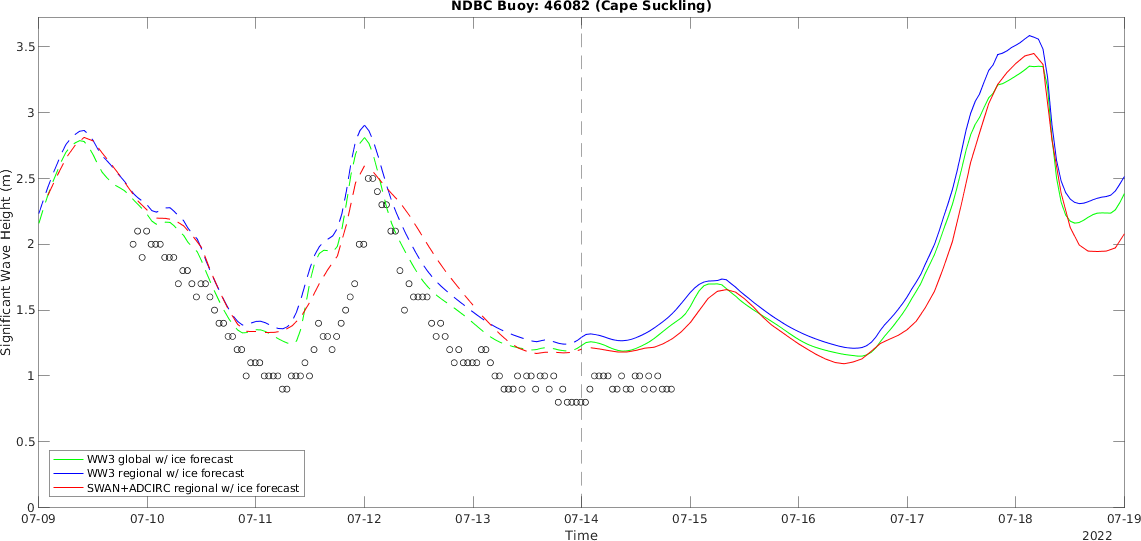 NDBC Buoy: 46082 (Cape Suckling)
Significant Wave Height (m)
3.5
3
2.5
2
1.5
1
0.5
0
WW3 global w/ ice forecast
WW3 regional w/ ice forecast
SWAN+ADCIRC regional w/ ice forecast
07-09 07-10 07-11 07-12 07-13 07-14 07-15 07-16 07-17 07-18 07-19
Time
2022